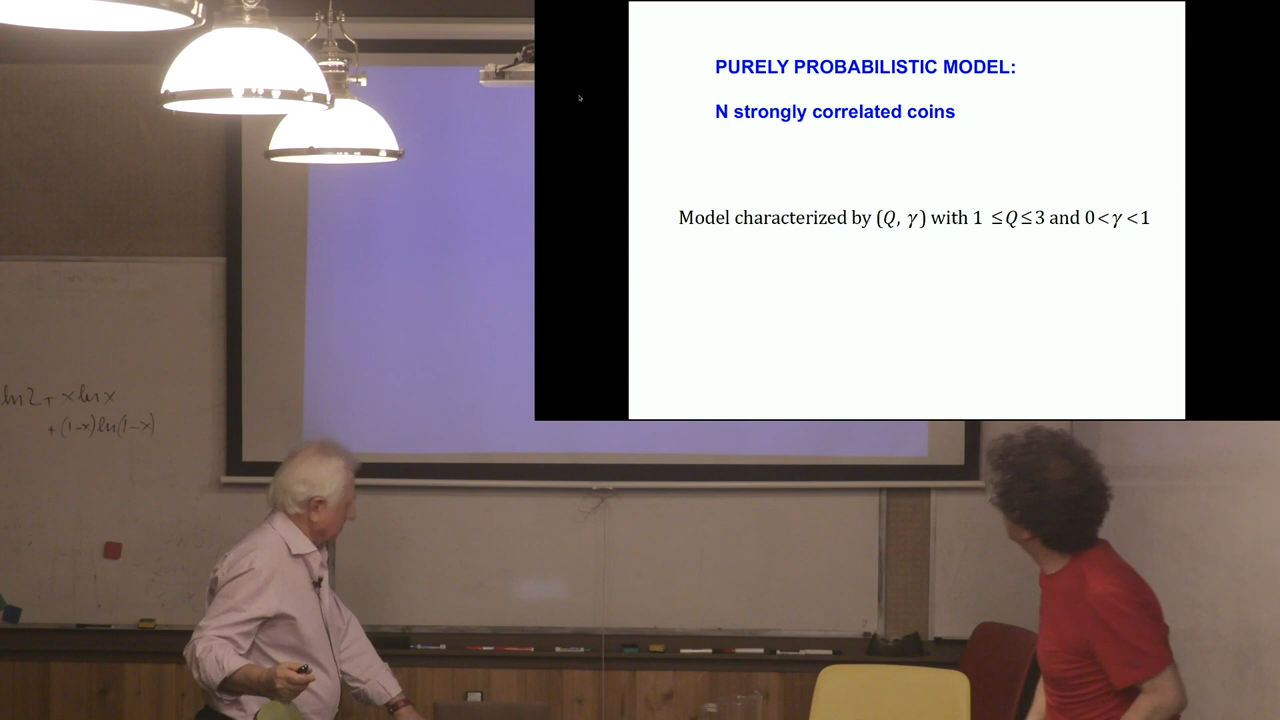 PURELY PROBABILISTIC MODEL:
N strongly correlated coins
Model characterized by (Q, γ) with 1 ≤Q≤3 and 0<γ<1
ln2+ x ln x
+(1-x)ln(1-x)